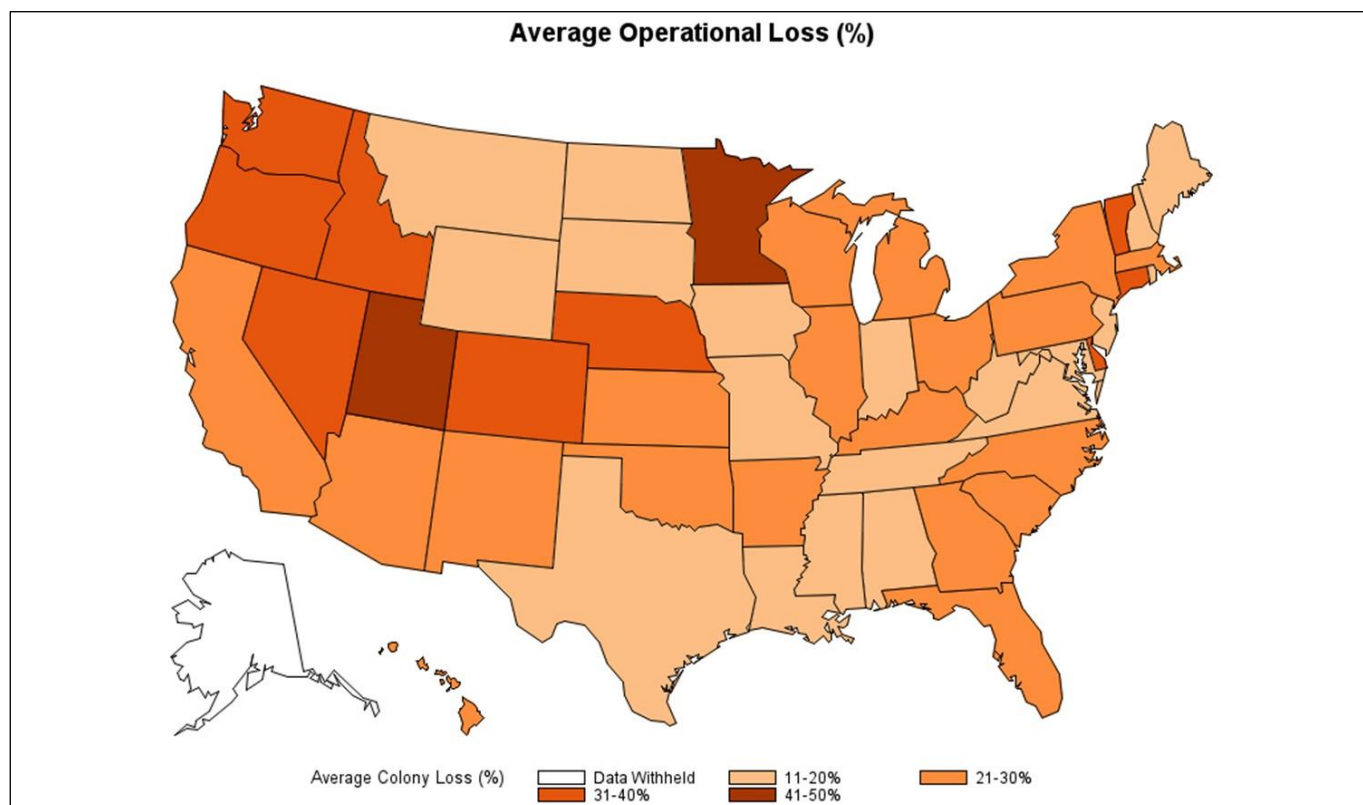 Average Operational Loss (%)
Average Colony Loss (%) Data Withheld 11-20% 21-30%
31-40% 41-50%